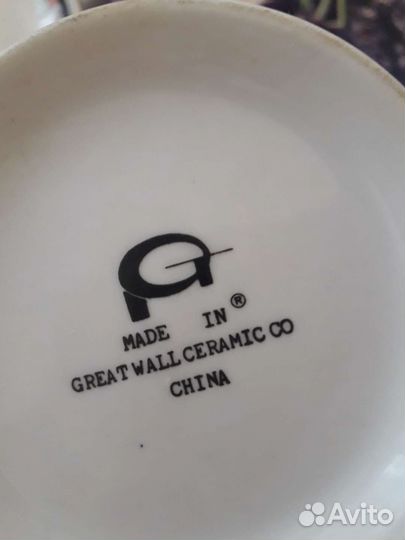 MADE IN®
GREAT WALL CERAMIC CO
CHINA
Avito